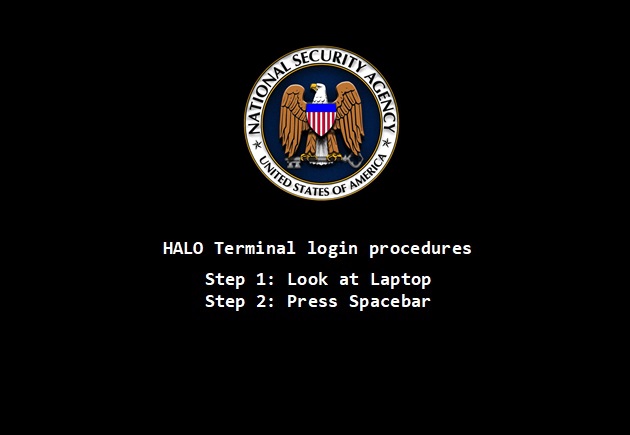 NATIONAL SECURITY AGENCY
UNITED STATES OF AMERICA
HALO Terminal login procedures
Step 1: Look at Laptop
Step 2: Press Spacebar